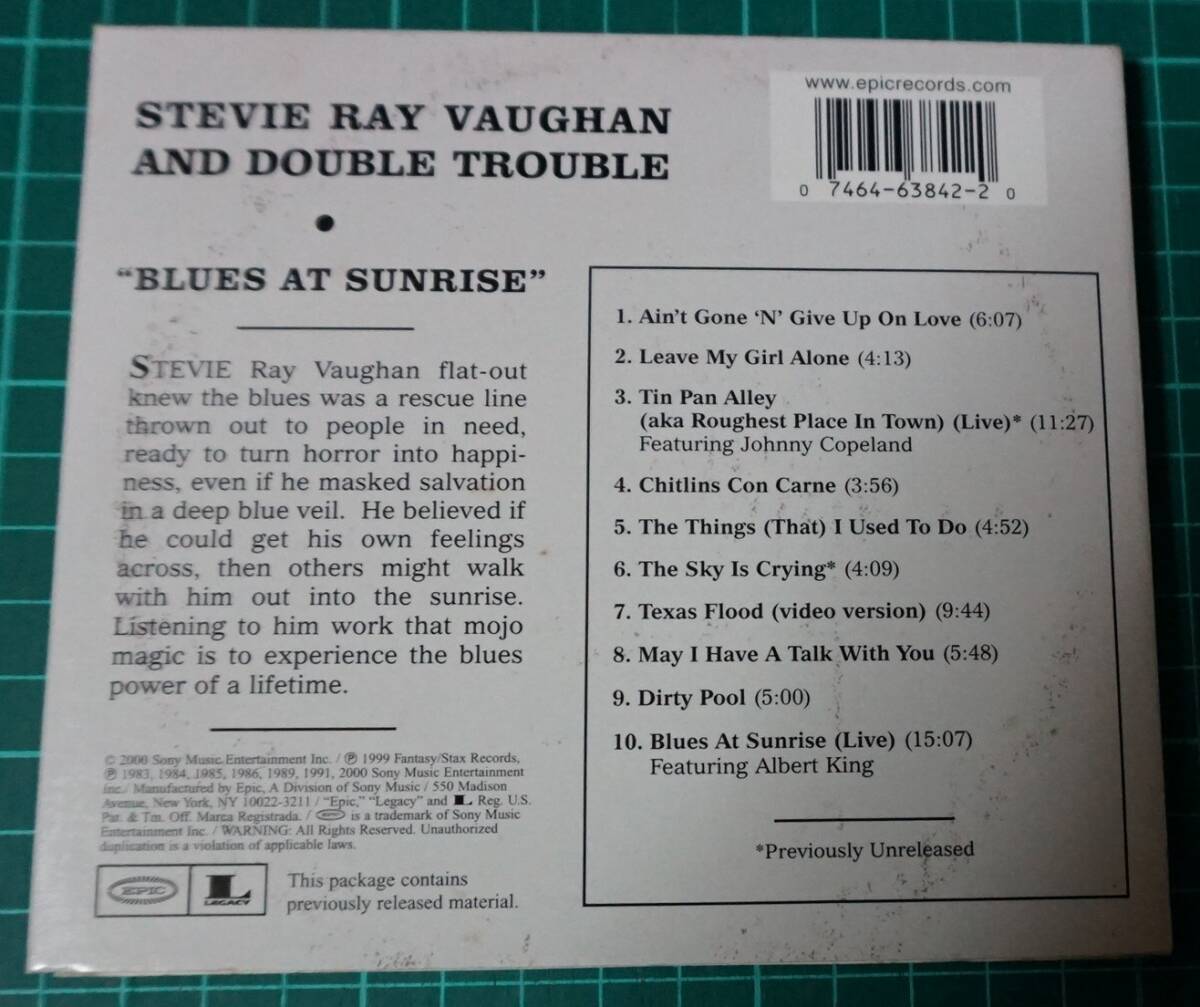 STEVIE RAY VAUGHAN
AND DOUBLE TROUBLE
"BLUES AT SUNRISE"
STEVIE Ray Vaughan flat-out
knew the blues was a rescue line
thrown out to people in need,
ready to turn horror into happi-
ness, even if he masked salvation
in a deep blue veil. He believed if
he could get his own feelings
across, then others might walk
with him out into the sunrise.
Listening to him work that mojo
magic is to experience the blues
power of a lifetime.
© 2000 Sony Music Entertainment Inc. / ℗ 1999 Fantasy/Stax Records,
℗ 1983, 1984, 1985, 1986, 1989, 1991, 2000 Sony Music Entertainment
Inc. / Manufactured by Epic, A Division of Sony Music / 550 Madison
Avenue, New York, NY 10022-3211 / "Epic," "Legacy" and L Reg. U.S.
Pat. & Tm. Off. Marca Registrada. / EPIC is a trademark of Sony Music
Entertainment Inc. / WARNING: All Rights Reserved. Unauthorized
duplication is a violation of applicable laws.
EPIC
L
LEGACY
This package contains
previously released material.
www.epicrecords.com
0 7464-63842-2 0
1. Ain't Gone 'N' Give Up On Love (6:07)
2. Leave My Girl Alone (4:13)
3. Tin Pan Alley
(aka Roughest Place In Town) (Live)* (11:27)
Featuring Johnny Copeland
4. Chitlins Con Carne (3:56)
5. The Things (That) I Used To Do (4:52)
6. The Sky Is Crying* (4:09)
7. Texas Flood (video version) (9:44)
8. May I Have A Talk With You (5:48)
9. Dirty Pool (5:00)
10. Blues At Sunrise (Live) (15:07)
Featuring Albert King
*Previously Unreleased